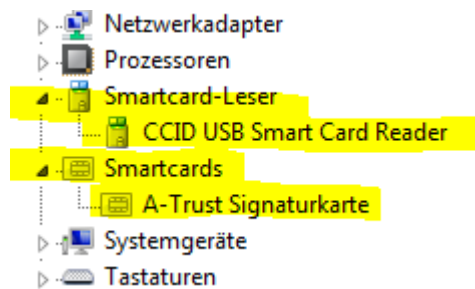 Netzwerkadapter
Prozessoren
Smartcard-Leser
CCID USB Smart Card Reader
Smartcards
A-Trust Signaturkarte
Systemgeräte
Tastaturen